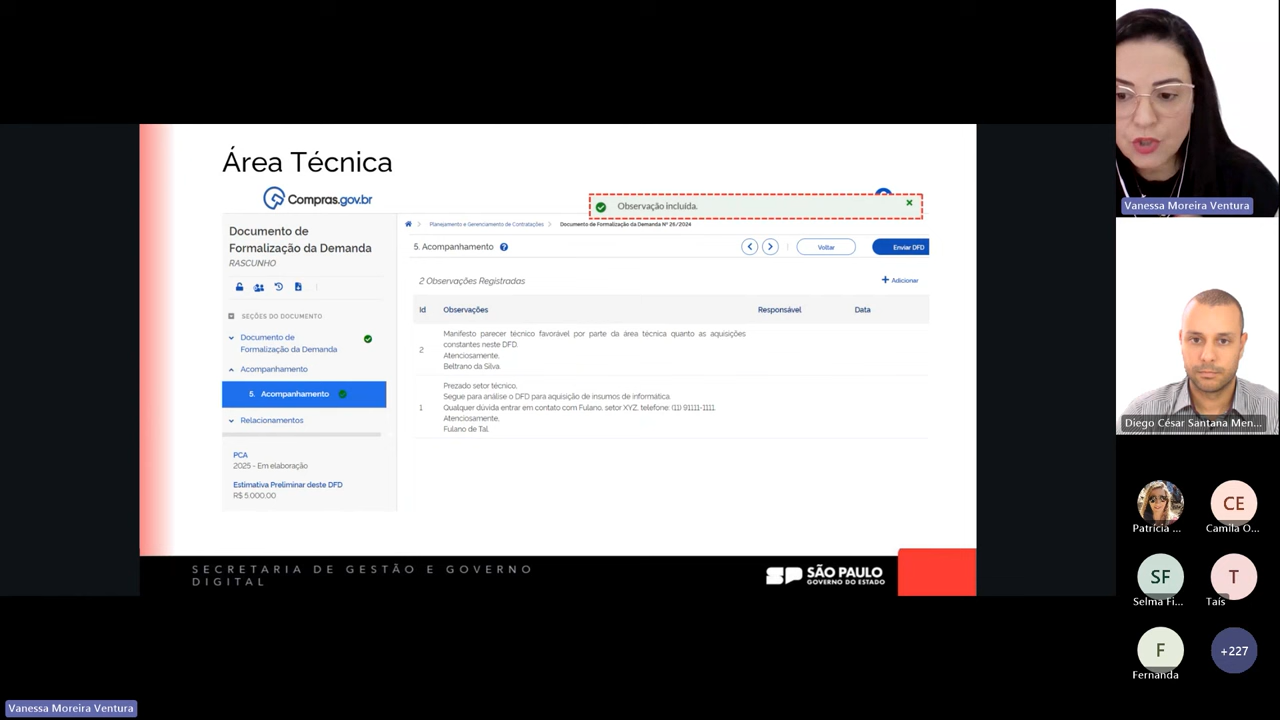 Área Técnica
Compras.gov.br
Observação incluída.
Documento de
Formalização da Demanda
RASCUNHO
SEÇÕES DO DOCUMENTO
Documento de
Formalização da Demanda
Acompanhamento
5. Acompanhamento
Relacionamentos
PCA
2025 - Em elaboração
Estimativa Preliminar deste DFD
R$ 5.000,00
Planejamento e Gerenciamento de Contratações
Documento de Formalização da Demanda Nº 26/2024
5. Acompanhamento
Voltar
Enviar DFD
2 Observações Registradas
Adicionar
Id Observações Responsável Data
2
Manifesto parecer técnico favorável por parte da área técnica quanto as aquisições
constantes neste DFD.
Atenciosamente,
Beltrano da Silva.
1
Prezado setor técnico,
Segue para análise o DFD para aquisição de insumos de informática.
Qualquer dúvida entrar em contato com Fulano, setor XYZ, telefone: (11) 91111-1111.
Atenciosamente,
Fulano de Tal.
SECRETARIA DE GESTÃO E GOVERNO
DIGITAL
SP SÃO PAULO
GOVERNO DO ESTADO
Vanessa Moreira Ventura
Diego César Santana Men...
Patrícia ...
CE
Camila O...
SF
Selma Fi...
T
Taís
F
Fernanda
+227
Vanessa Moreira Ventura